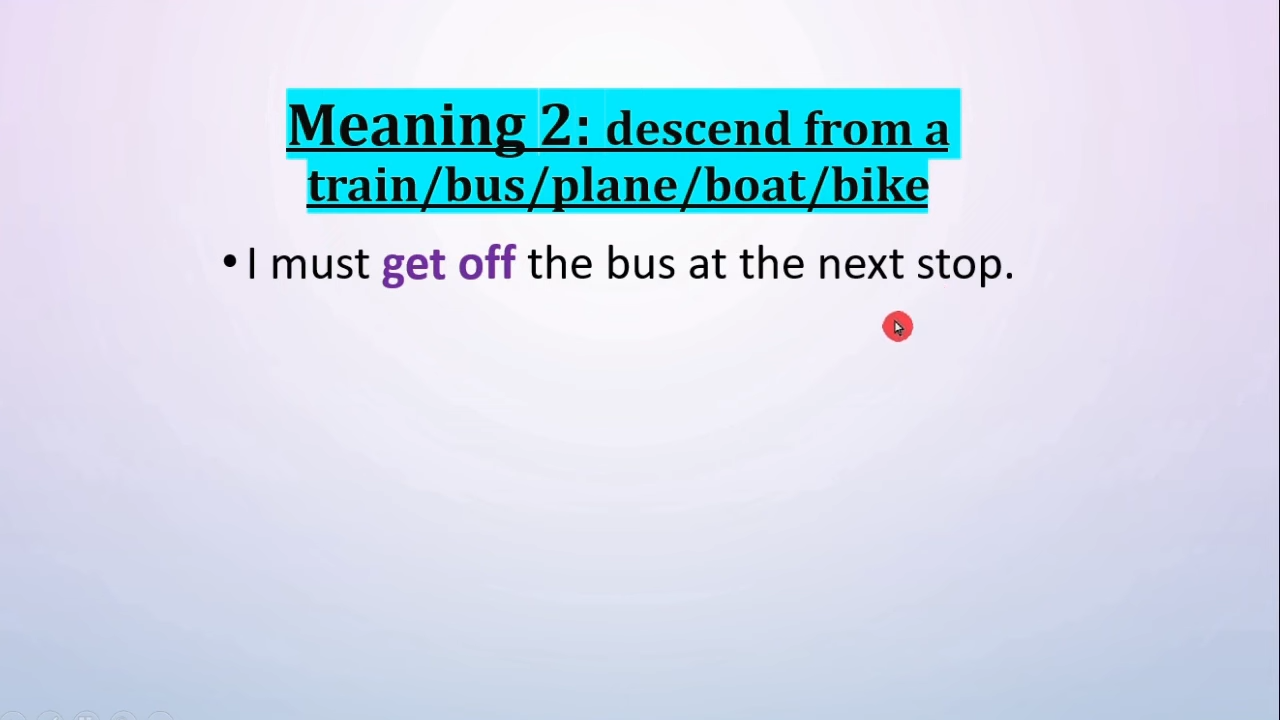 Meaning 2: descend from a
train/bus/plane/boat/bike
• I must get off the bus at the next stop.